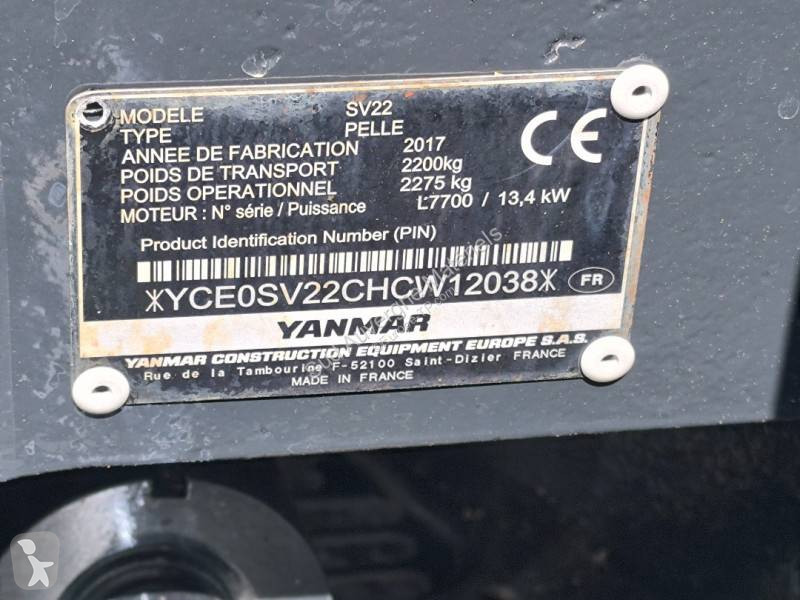 MODELE SV22
TYPE PELLE
ANNEE DE FABRICATION 2017
POIDS DE TRANSPORT 2200kg
POIDS OPERATIONNEL 2275 kg
MOTEUR : N° série / Puissance L7700 / 13,4 kW
CE
Product Identification Number (PIN)
*YCE0SV22CHCW12038*
FR
YANMAR
YANMAR CONSTRUCTION EQUIPMENT EUROPE S.A.S.
Rue de la Tambourine F-52100 Saint-Dizier FRANCE
MADE IN FRANCE